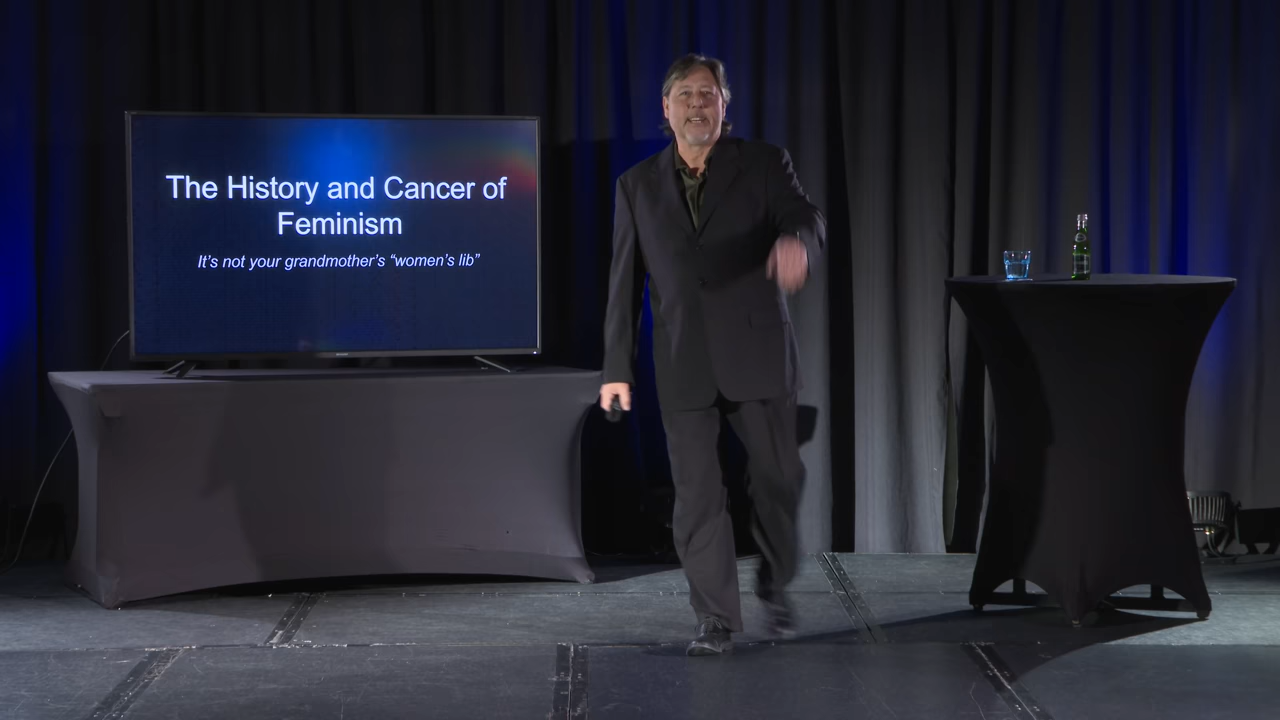 The History and Cancer of
Feminism
It's not your grandmother's “women's lib”